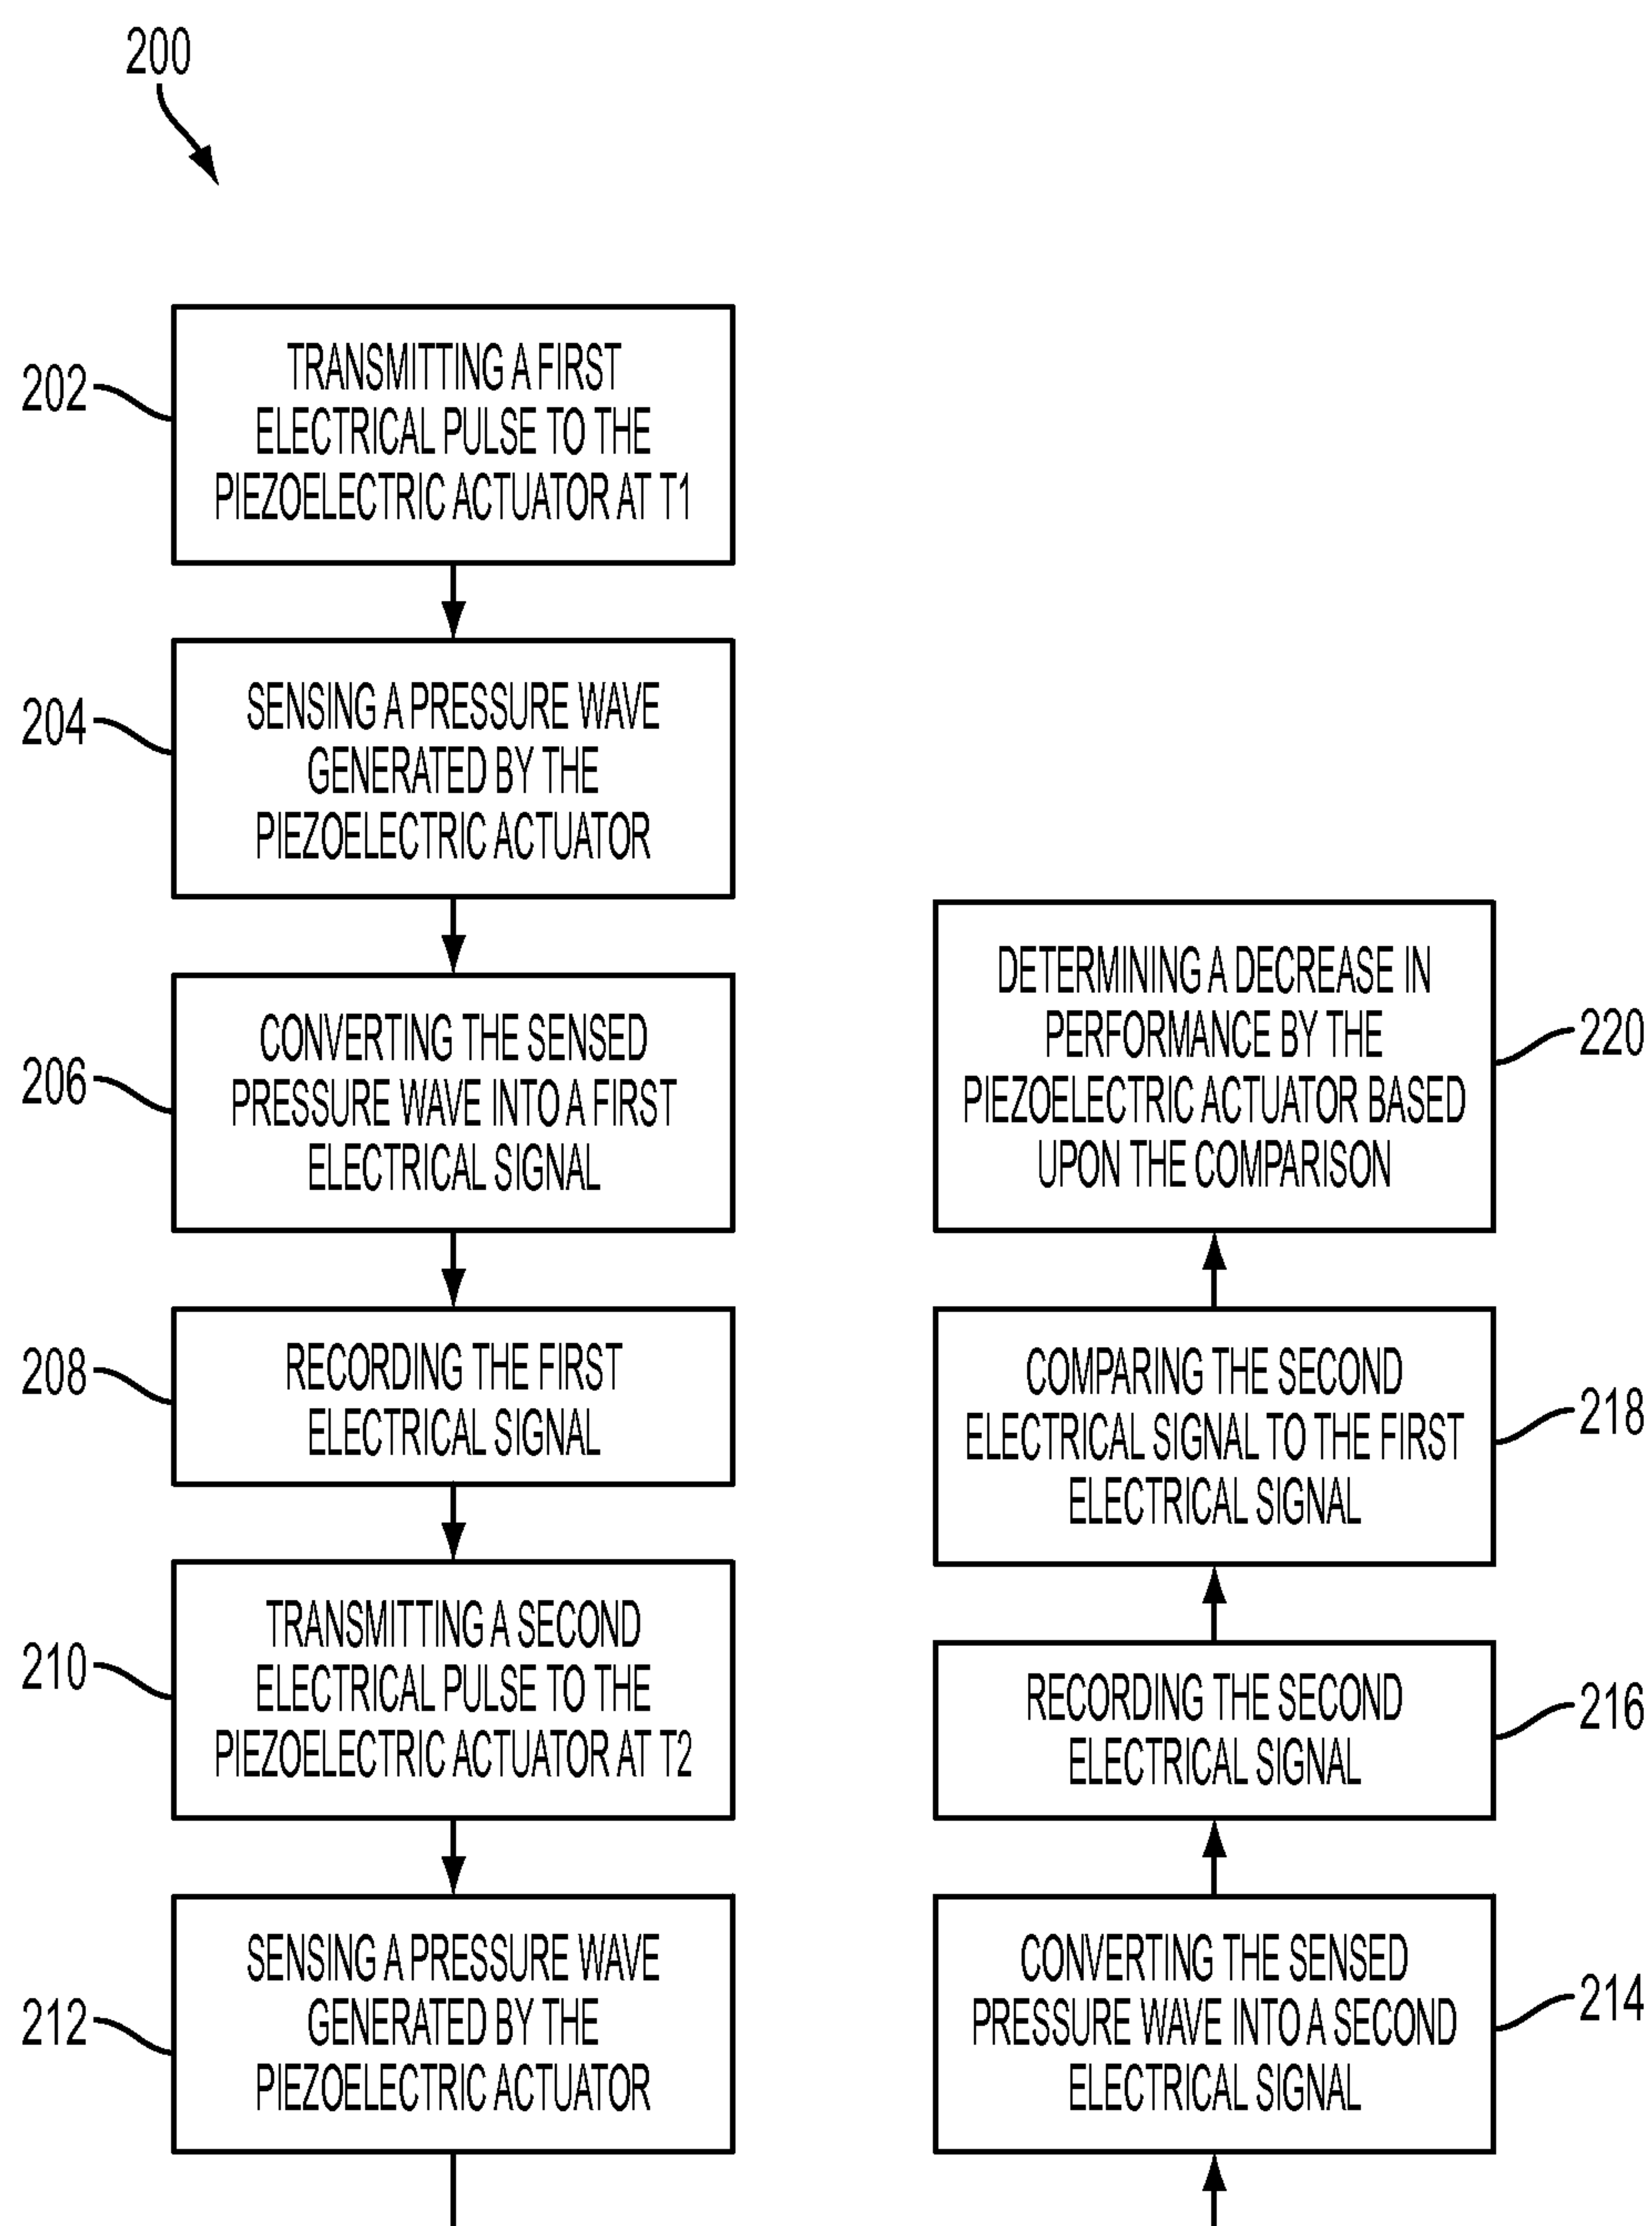 200
202
TRANSMITTING A FIRST
ELECTRICAL PULSE TO THE
PIEZOELECTRIC ACTUATOR AT T1
204
SENSING A PRESSURE WAVE
GENERATED BY THE
PIEZOELECTRIC ACTUATOR
206
CONVERTING THE SENSED
PRESSURE WAVE INTO A FIRST
ELECTRICAL SIGNAL
208
RECORDING THE FIRST
ELECTRICAL SIGNAL
210
TRANSMITTING A SECOND
ELECTRICAL PULSE TO THE
PIEZOELECTRIC ACTUATOR AT T2
212
SENSING A PRESSURE WAVE
GENERATED BY THE
PIEZOELECTRIC ACTUATOR
214
CONVERTING THE SENSED
PRESSURE WAVE INTO A SECOND
ELECTRICAL SIGNAL
216
RECORDING THE SECOND
ELECTRICAL SIGNAL
218
COMPARING THE SECOND
ELECTRICAL SIGNAL TO THE FIRST
ELECTRICAL SIGNAL
220
DETERMINING A DECREASE IN
PERFORMANCE BY THE
PIEZOELECTRIC ACTUATOR BASED
UPON THE COMPARISON